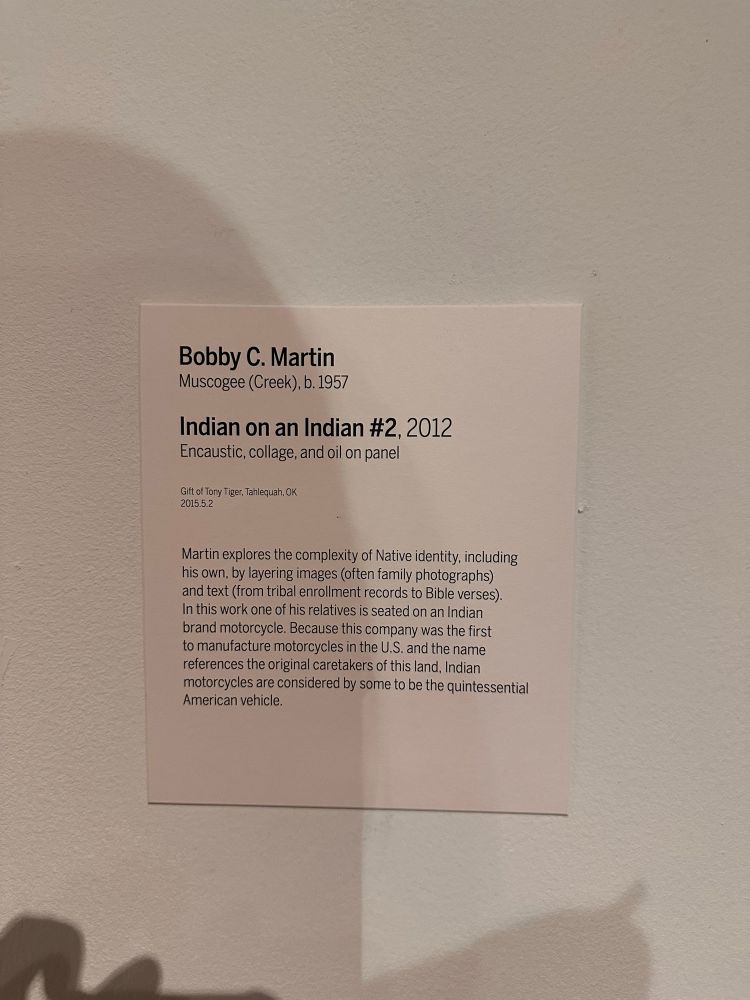 Bobby C. Martin
Muscogee (Creek), b. 1957
Indian on an Indian #2, 2012
Encaustic, collage, and oil on panel
Gift of Tony Tiger, Tahlequah, OK
2015.5.2
Martin explores the complexity of Native identity, including
his own, by layering images (often family photographs)
and text (from tribal enrollment records to Bible verses).
In this work one of his relatives is seated on an Indian
brand motorcycle. Because this company was the first
to manufacture motorcycles in the U.S. and the name
references the original caretakers of this land, Indian
motorcycles are considered by some to be the quintessential
American vehicle.